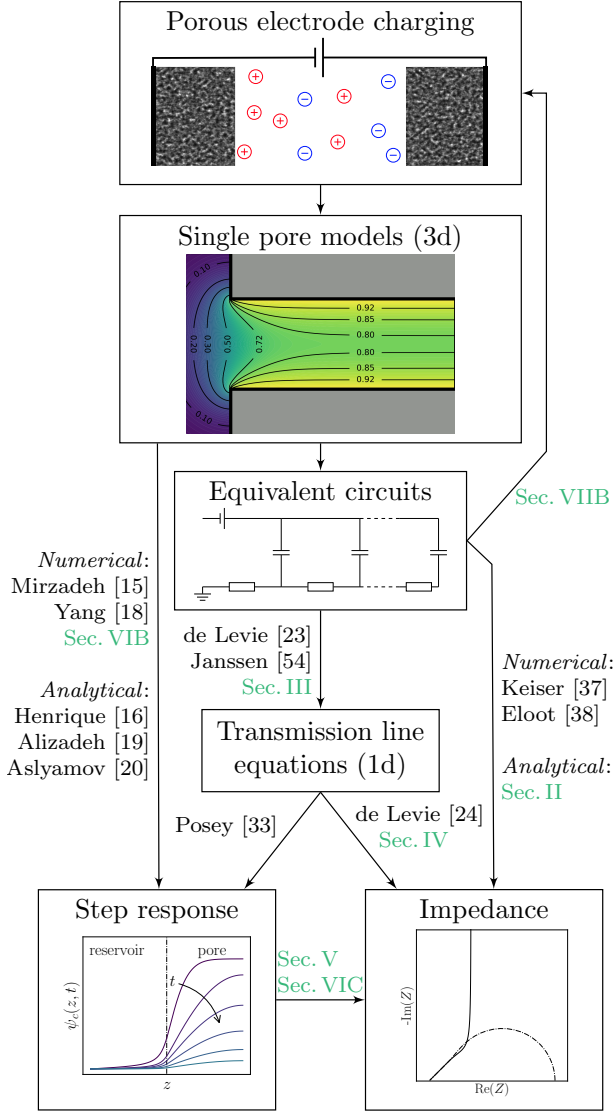 Porous electrode charging
+ − + − + + − + − + −
Single pore models (3d)
0.10
0.20
0.30
0.50
0.72
0.92
0.85
0.80
0.80
0.85
0.92
0.10
Equivalent circuits
Sec. VIIB
Numerical:
Mirzadeh [15]
Yang [18]
Sec. VIB
Analytical:
Henrique [16]
Alizadeh [19]
Aslyamov [20]
de Levie [23]
Janssen [54]
Sec. III
Numerical:
Keiser [37]
Eloot [38]
Analytical:
Sec. II
Transmission line
equations (1d)
Posey [33]
de Levie [24]
Sec. IV
Step response
reservoir
pore
t
ψc(z, t)
z
Sec. V
Sec. VIC
Impedance
-Im(Z)
Re(Z)